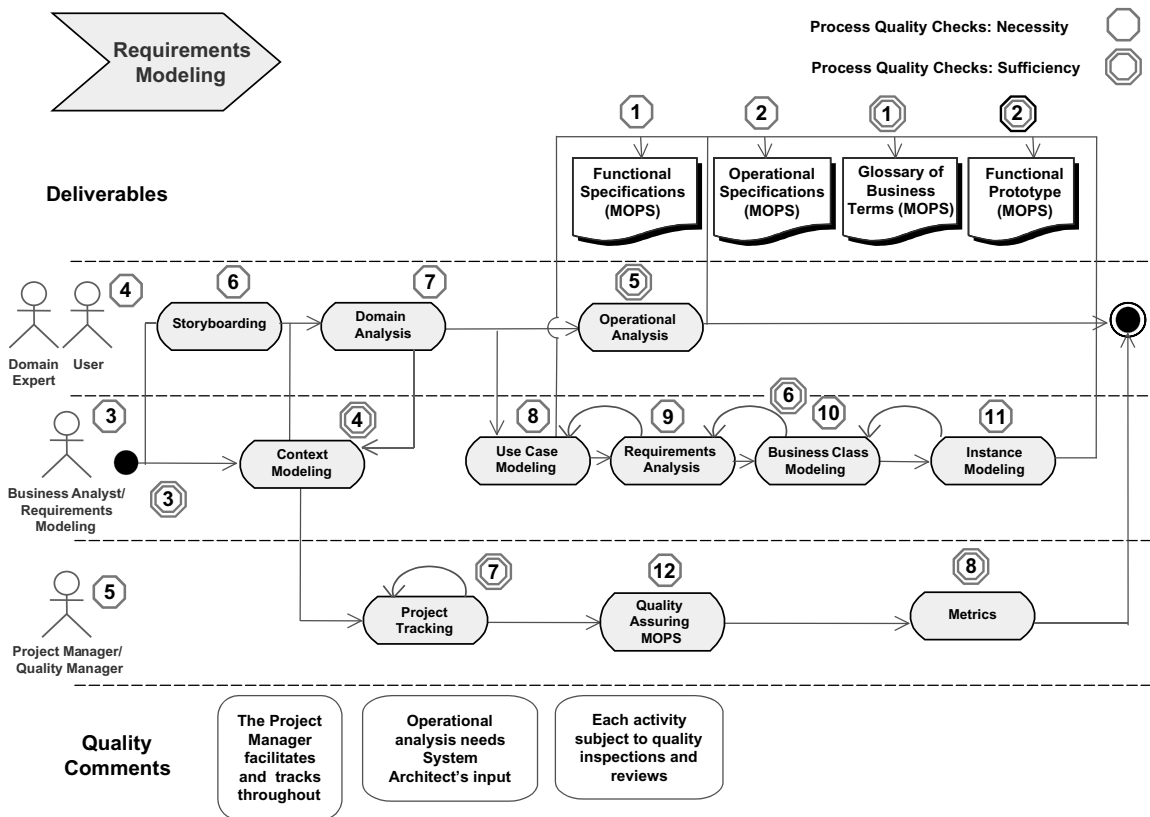 Requirements
Modeling
Process Quality Checks: Necessity
Process Quality Checks: Sufficiency
1
2
1
2
Deliverables
Functional
Specifications
(MOPS)
Operational
Specifications
(MOPS)
Glossary of
Business
Terms (MOPS)
Functional
Prototype
(MOPS)
4
6
7
5
Domain
Expert
User
Storyboarding
Domain
Analysis
Operational
Analysis
3
4
8
9
6
10
11
Business Analyst/
Requirements
Modeling
3
Context
Modeling
Use Case
Modeling
Requirements
Analysis
Business Class
Modeling
Instance
Modeling
5
7
12
8
Project Manager/
Quality Manager
Project
Tracking
Quality
Assuring
MOPS
Metrics
Quality
Comments
The Project
Manager
facilitates
and tracks
throughout
Operational
analysis needs
System
Architect's input
Each activity
subject to quality
inspections and
reviews